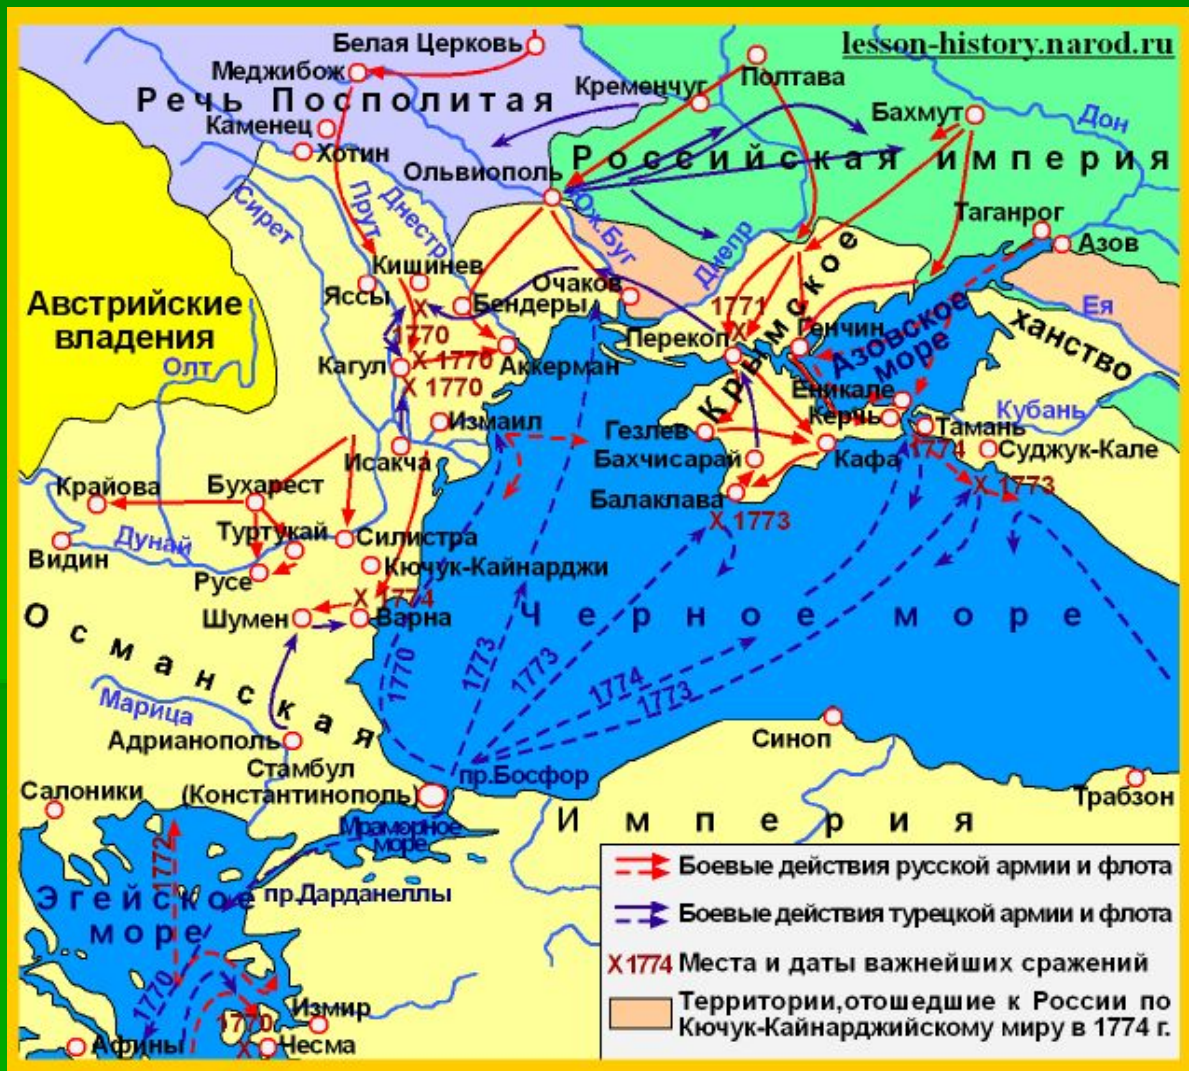 lesson-history.narod.ru
Белая Церковь
Меджибож
Речь Посполитая
Каменец
Хотин
Кременчуг
Полтава
Бахмут
Дон
Российская империя
Ольвиополь
Юж.Буг
Сирет
Прут
Днестр
Днепр
Таганрог
Азов
Кишинев
Яссы
Бендеры
Очаков
Австрийские
владения
Олт
1770
Кагул
X 1770
X 1770
Аккерман
1771
Перекоп
Генчин
Крымское
ханство
Азовское
море
Ея
Еникале
Керчь
Кубань
Тамань
1774
Суджук-Кале
X 1773
Измаил
Исакча
Гезлев
Бахчисарай
Кафа
Балаклава
X 1773
Крайова
Бухарест
Туртукай
Силистра
Видин
Дунай
Русе
Кючук-Кайнарджи
X 1774
Шумен
Варна
Черное море
Османская
Империя
1770
1773
1773
1774
1773
Марица
Адрианополь
Стамбул
(Константинополь)
пр.Босфор
Синоп
Трабзон
Салоники
Мраморное
море
пр.Дарданеллы
1772
Эгейское
море
1770
1770
Измир
Афины
X
Чесма
Боевые действия русской армии и флота
Боевые действия турецкой армии и флота
X 1774 Места и даты важнейших сражений
Территории,отошедшие к России по
Кючук-Кайнарджийскому миру в 1774 г.